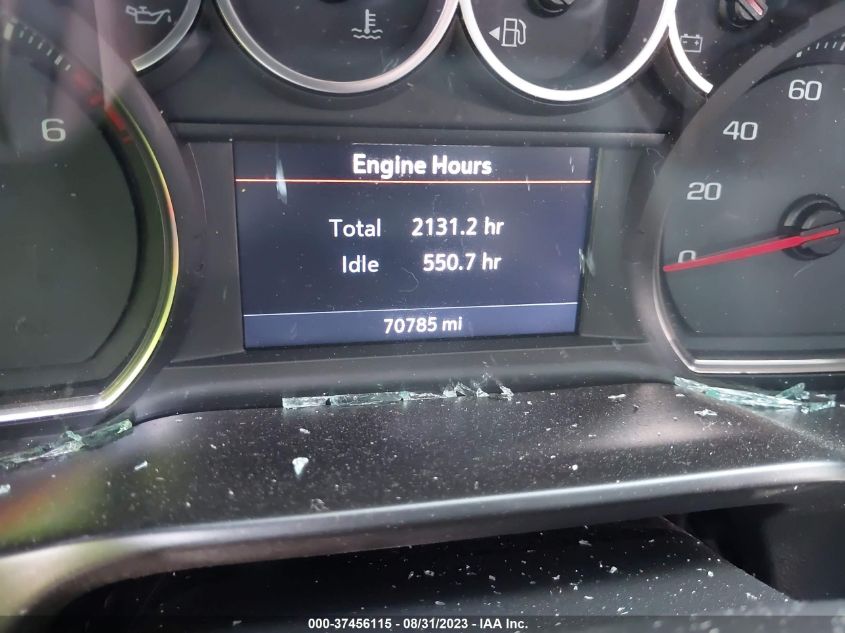 60
6
40
Engine Hours
20
Total 2131.2 hr
0
Idle 550.7 hr
70785 mi
000-37456115 - 08/31/2023 - IAA Inc.